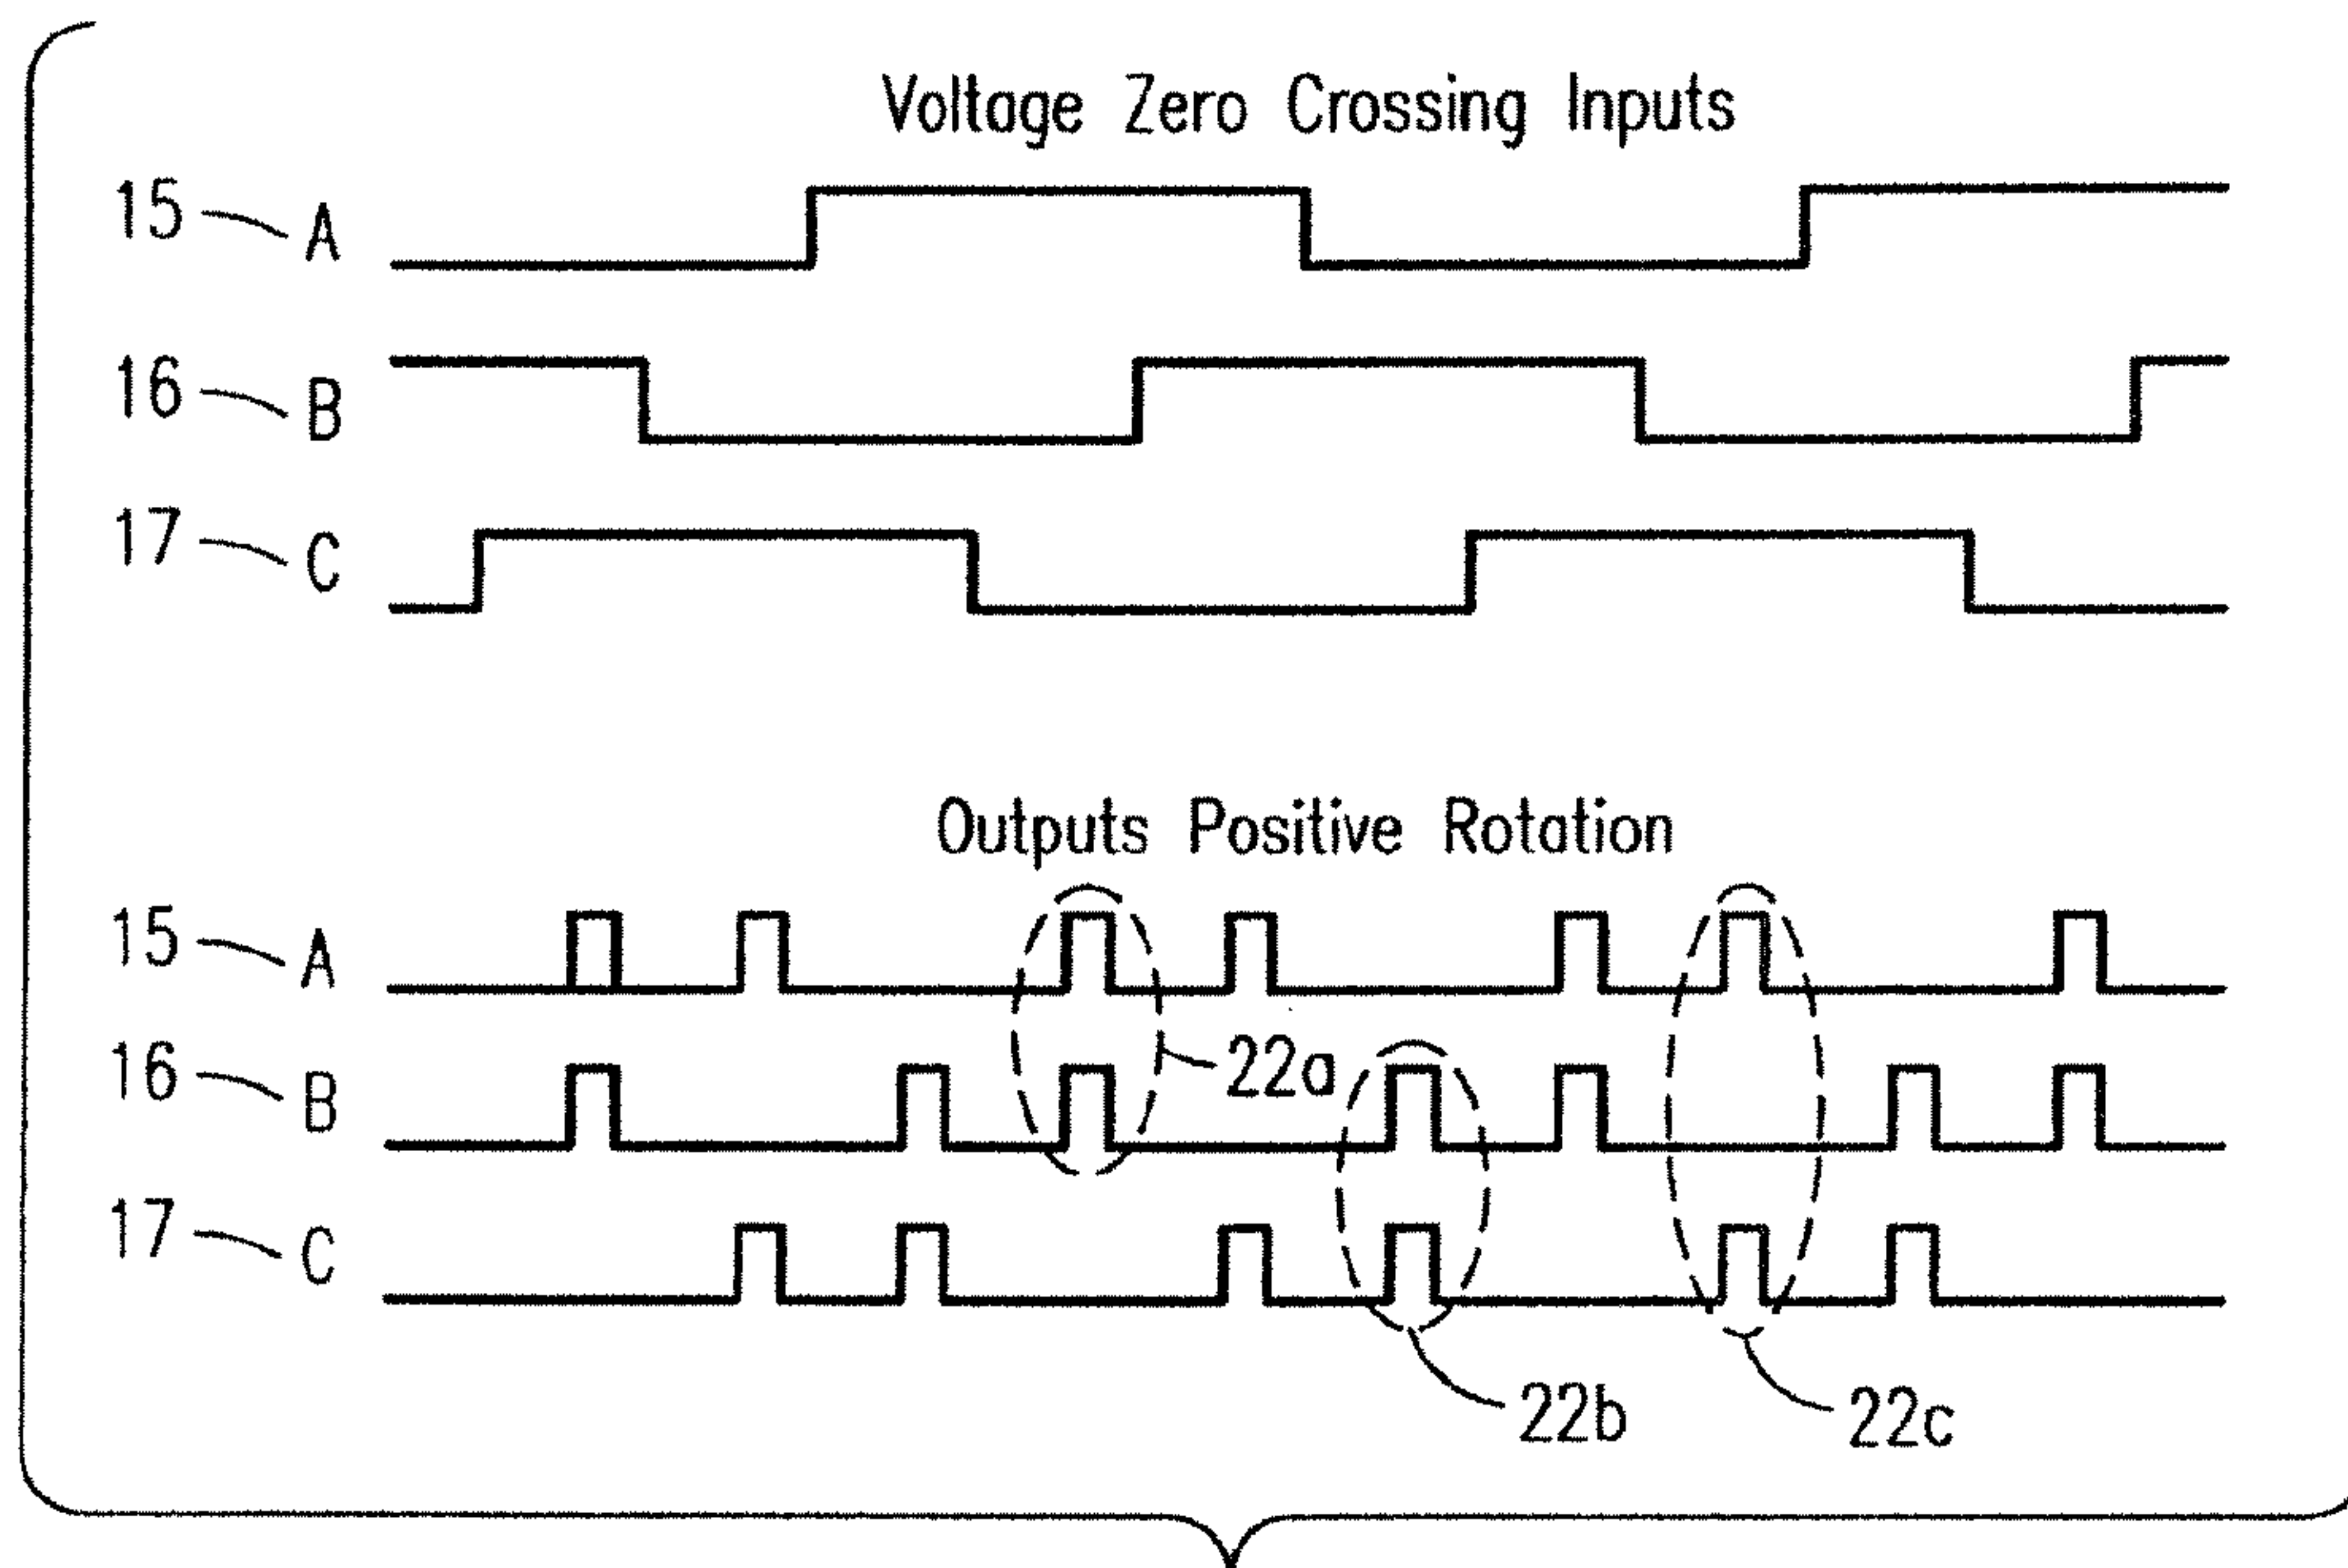 Voltage Zero Crossing Inputs
15 A
16 B
17 C
Outputs Positive Rotation
15 A
16 B
22a
17 C
22b
22c